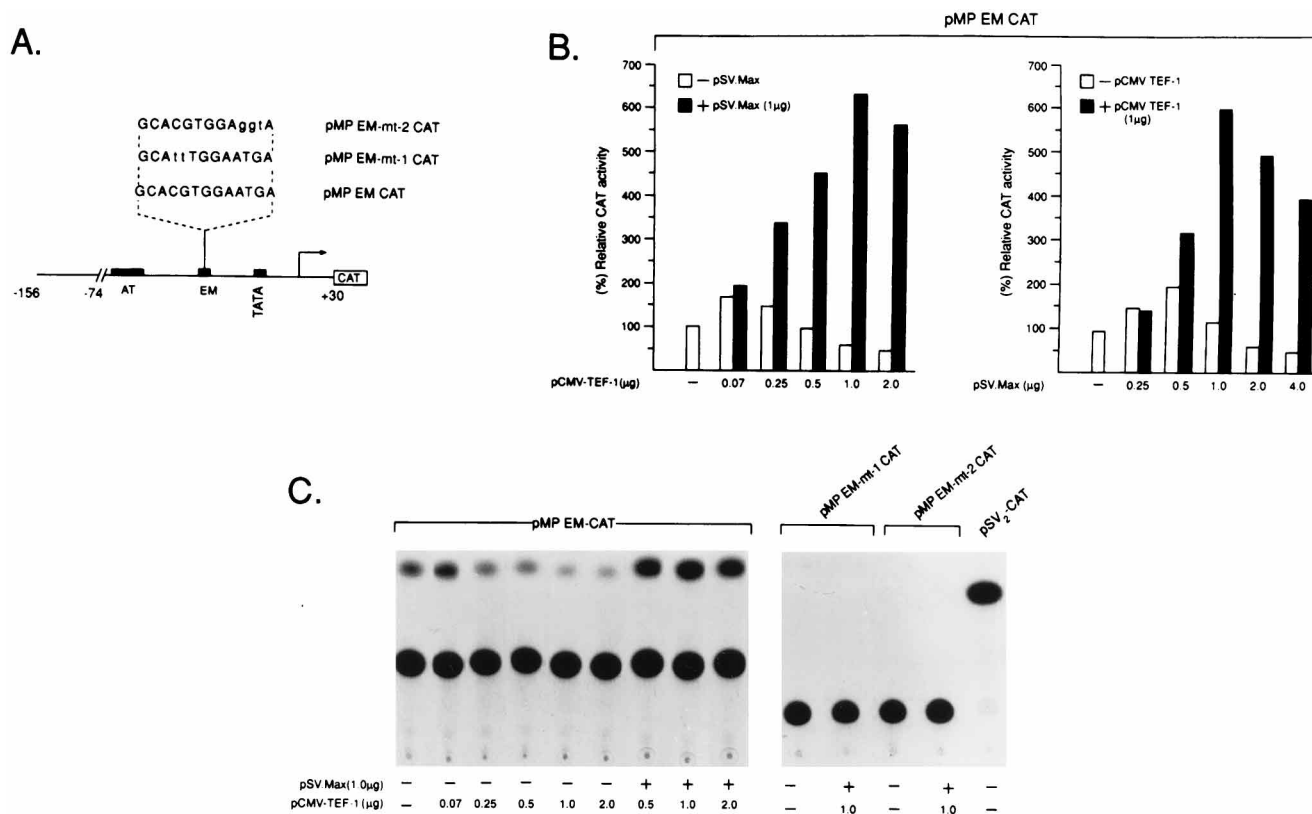 A.
GCACGTGGAggtA pMP EM-mt-2 CAT
GCAttTGGAATGA pMP EM-mt-1 CAT
GCACGTGGAATGA pMP EM CAT
-156 -74 AT EM TATA +30 CAT
B.
pMP EM CAT
(%) Relative CAT activity
700
600
500
400
300
200
100
− pSV.Max
+ pSV.Max (1µg)
pCMV-TEF-1(µg) − 0.07 0.25 0.5 1.0 2.0
(%) Relative CAT activity
700
600
500
400
300
200
100
− pCMV TEF-1
+ pCMV TEF-1
(1µg)
pSV.Max (µg) − 0.25 0.5 1.0 2.0 4.0
C.
pMP EM-CAT
pMP EM-mt-1 CAT
pMP EM-mt-2 CAT
pSV2-CAT
pSV.Max(1.0µg) − − − − − − + + + − + − + −
pCMV-TEF-1(µg) − 0.07 0.25 0.5 1.0 2.0 0.5 1.0 2.0 − 1.0 − 1.0 −